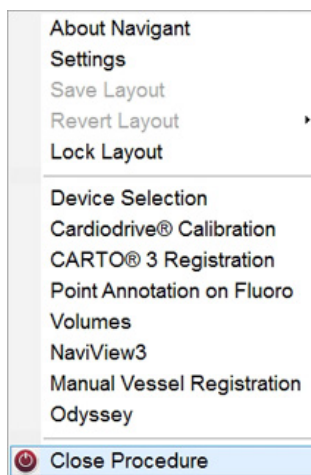 About Navigant
Settings
Save Layout
Revert Layout
Lock Layout
Device Selection
Cardiodrive® Calibration
CARTO® 3 Registration
Point Annotation on Fluoro
Volumes
NaviView3
Manual Vessel Registration
Odyssey
Close Procedure